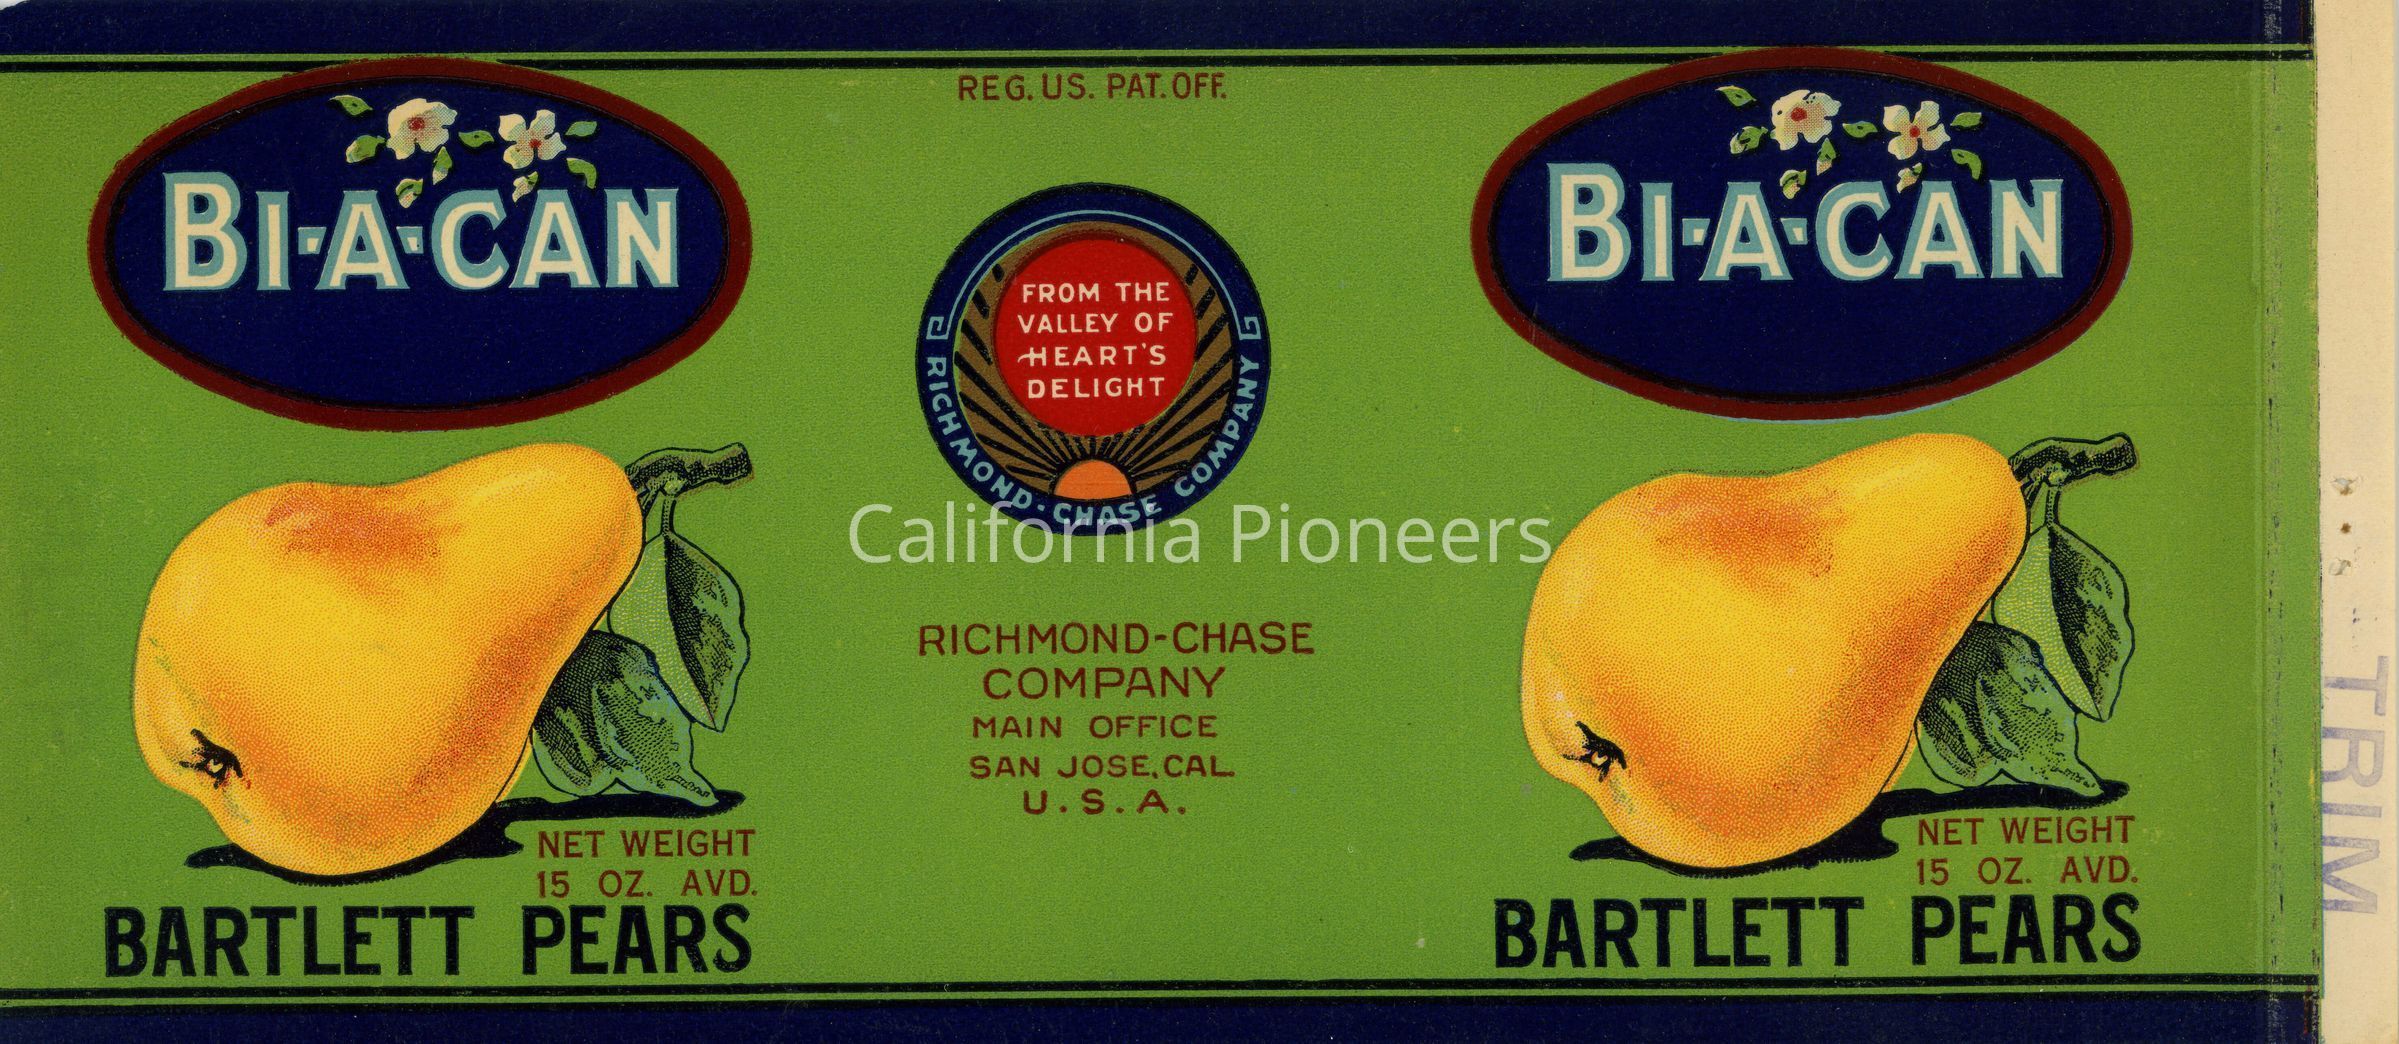 BI-A-CAN
NET WEIGHT
15 OZ. AVD.
BARTLETT PEARS
REG. US. PAT. OFF.
FROM THE
VALLEY OF
HEART'S
DELIGHT
RICHMOND-CHASE COMPANY
California Pioneers
RICHMOND-CHASE
COMPANY
MAIN OFFICE
SAN JOSE, CAL.
U.S.A.
BI-A-CAN
NET WEIGHT
15 OZ. AVD.
BARTLETT PEARS
TRIM